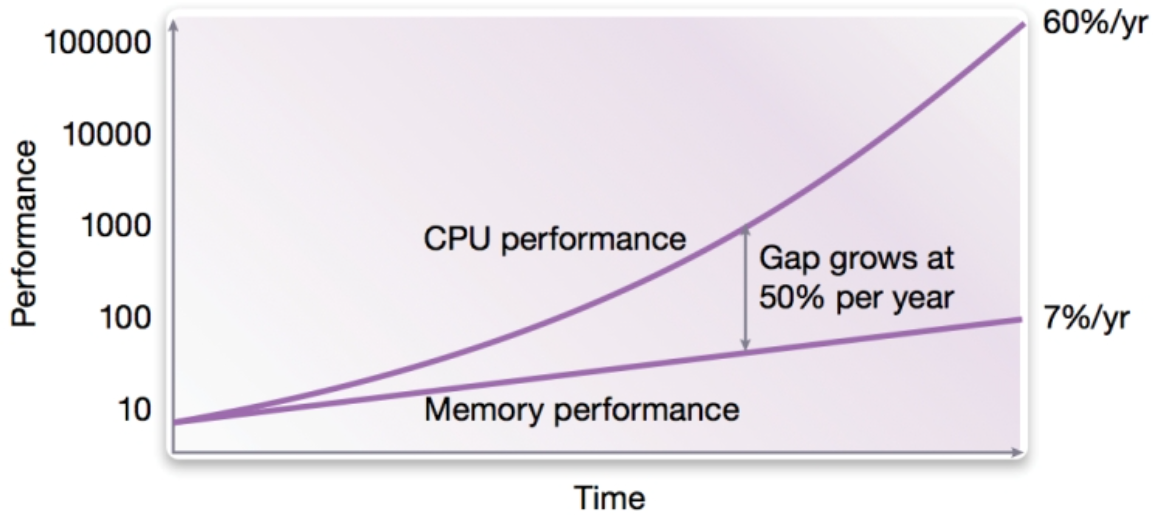 100000
60%/yr
10000
1000
CPU performance
Gap grows at
50% per year
100
7%/yr
10
Memory performance
Performance
Time